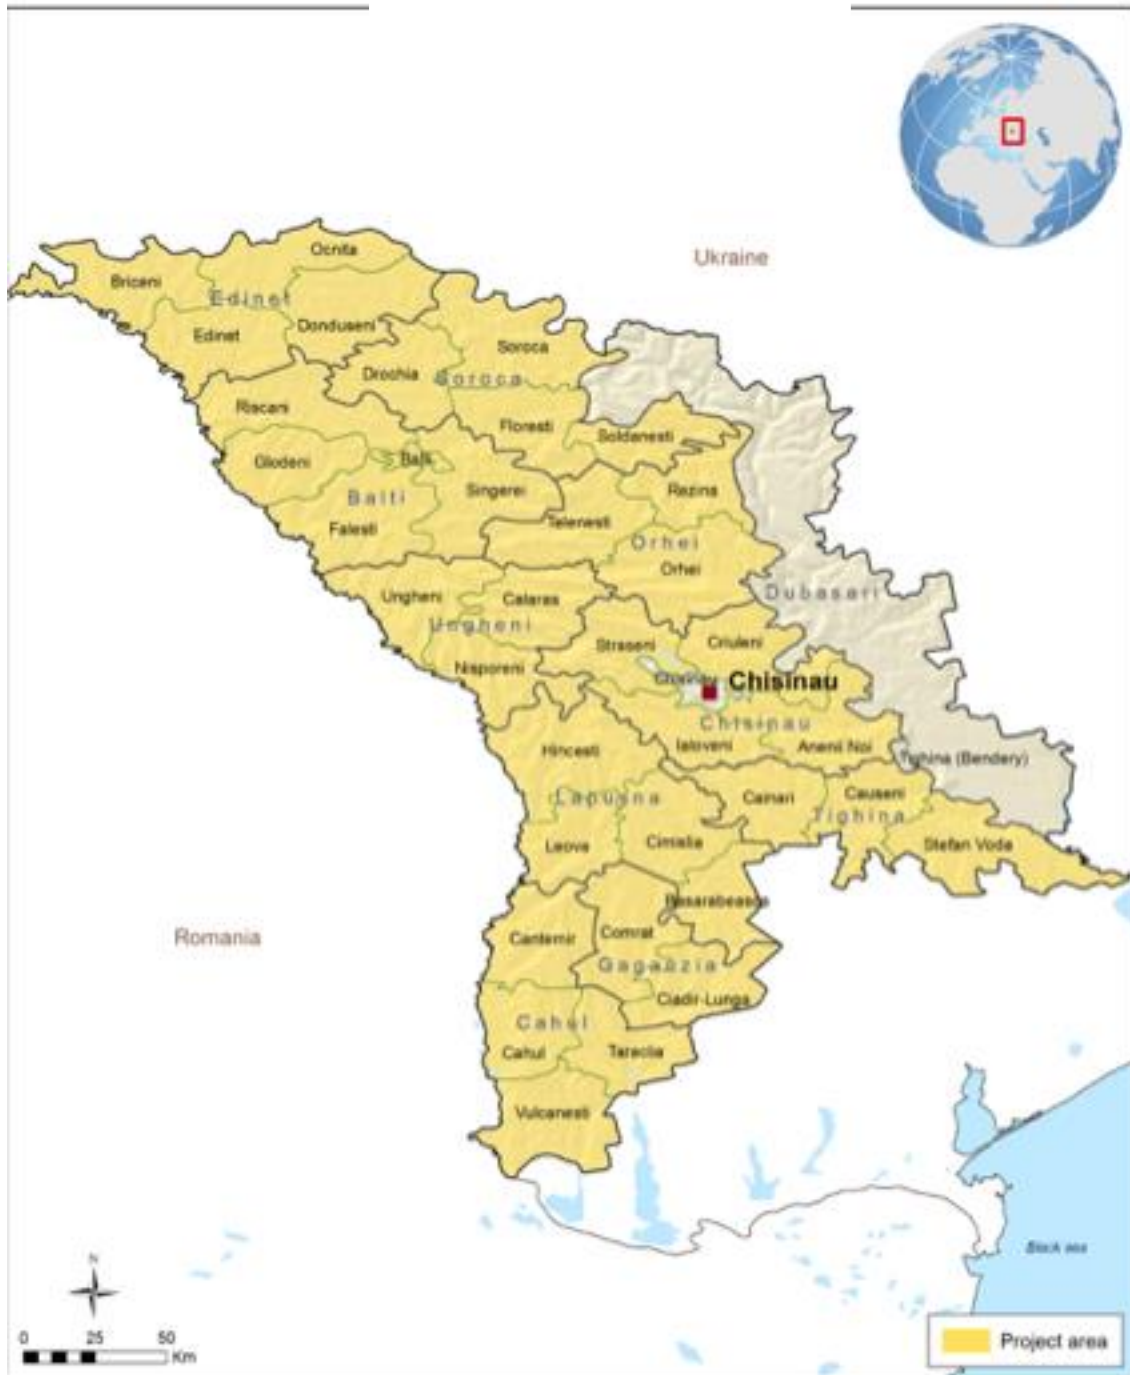 Ukraine
Ocnita
Briceni
Edinet
Edinet
Donduseni
Soroca
Drochia
Soroca
Riscani
Floresti
Soldanesti
Glodeni
Balti
Rezina
Singerei
Balti
Telenesti
Falesti
Orhei
Orhei
Dubasari
Ungheni
Calaras
Ungheni
Straseni
Criuleni
Nisporeni
Chisinau
Chisinau
Chisinau
Ialoveni
Anenii Noi
Hincesti
Tighina (Bendery)
Lapusna
Cainari
Causeni
Tighina
Leova
Cimislia
Stefan Voda
Basarabeasca
Romania
Cantemir
Comrat
Gagauzia
Ciadir-Lunga
Cahul
Cahul
Taraclia
Vulcanesti
Black sea
N
0 25 50
Km
Project area